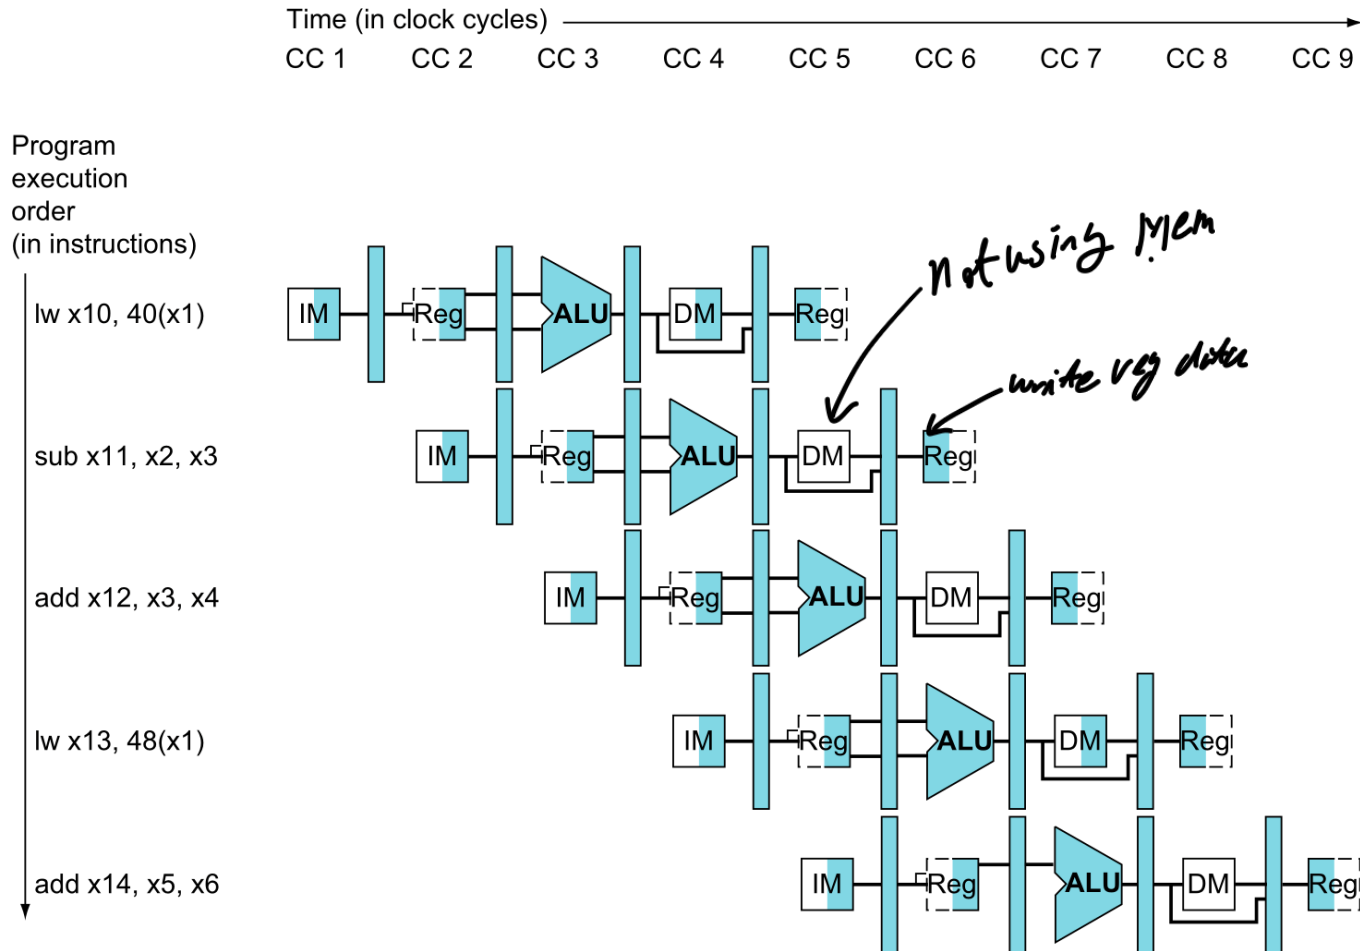 Time (in clock cycles)
CC 1 CC 2 CC 3 CC 4 CC 5 CC 6 CC 7 CC 8 CC 9
Program
execution
order
(in instructions)
not using Mem
lw x10, 40(x1)
IM Reg ALU DM Reg
write reg data
sub x11, x2, x3
IM Reg ALU DM Reg
add x12, x3, x4
IM Reg ALU DM Reg
lw x13, 48(x1)
IM Reg ALU DM Reg
add x14, x5, x6
IM Reg ALU DM Reg